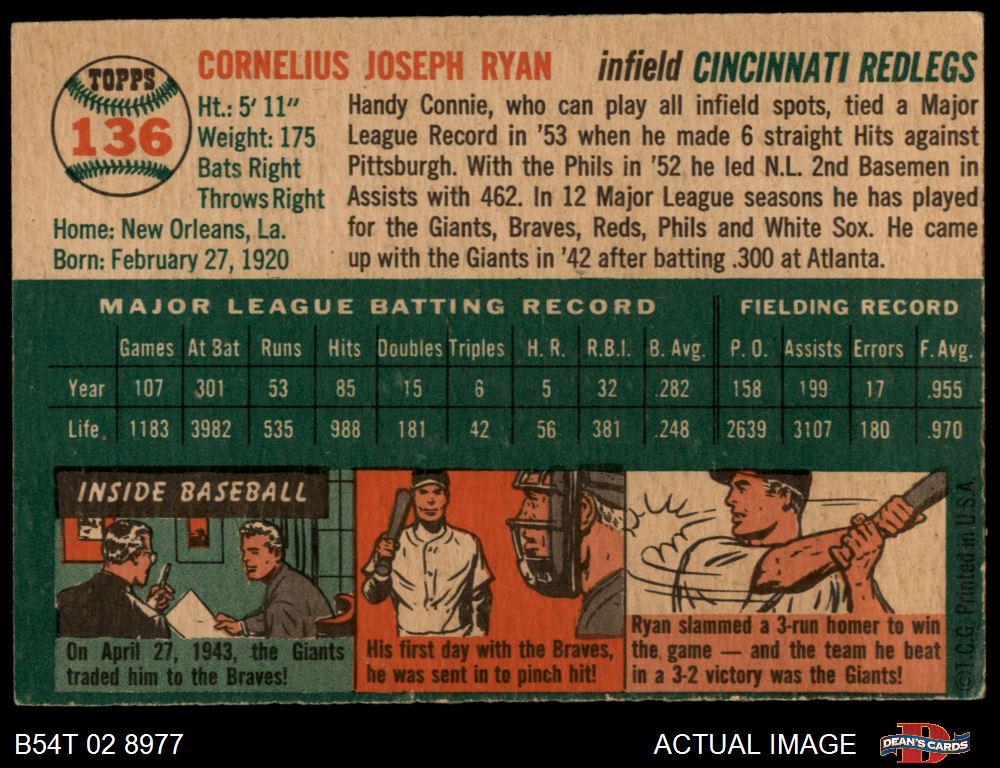 TOPPS
136
CORNELIUS JOSEPH RYAN infield CINCINNATI REDLEGS
Ht.: 5' 11"
Weight: 175
Bats Right
Throws Right
Home: New Orleans, La.
Born: February 27, 1920
Handy Connie, who can play all infield spots, tied a Major
League Record in '53 when he made 6 straight Hits against
Pittsburgh. With the Phils in '52 he led N.L. 2nd Basemen in
Assists with 462. In 12 Major League seasons he has played
for the Giants, Braves, Reds, Phils and White Sox. He came
up with the Giants in '42 after batting .300 at Atlanta.
MAJOR LEAGUE BATTING RECORD FIELDING RECORD
Games At Bat Runs Hits Doubles Triples H. R. R.B.I. B. Avg. P. O. Assists Errors F. Avg.
Year 107 301 53 85 15 6 5 32 .282 158 199 17 .955
Life 1183 3982 535 988 181 42 56 381 .248 2639 3107 180 .970
INSIDE BASEBALL
On April 27, 1943, the Giants
traded him to the Braves!
His first day with the Braves,
he was sent in to pinch hit!
Ryan slammed a 3-run homer to win
the game — and the team he beat
in a 3-2 victory was the Giants!
©T.C.G. Printed in U.S.A.
B54T 02 8977
ACTUAL IMAGE
DEAN'S CARDS